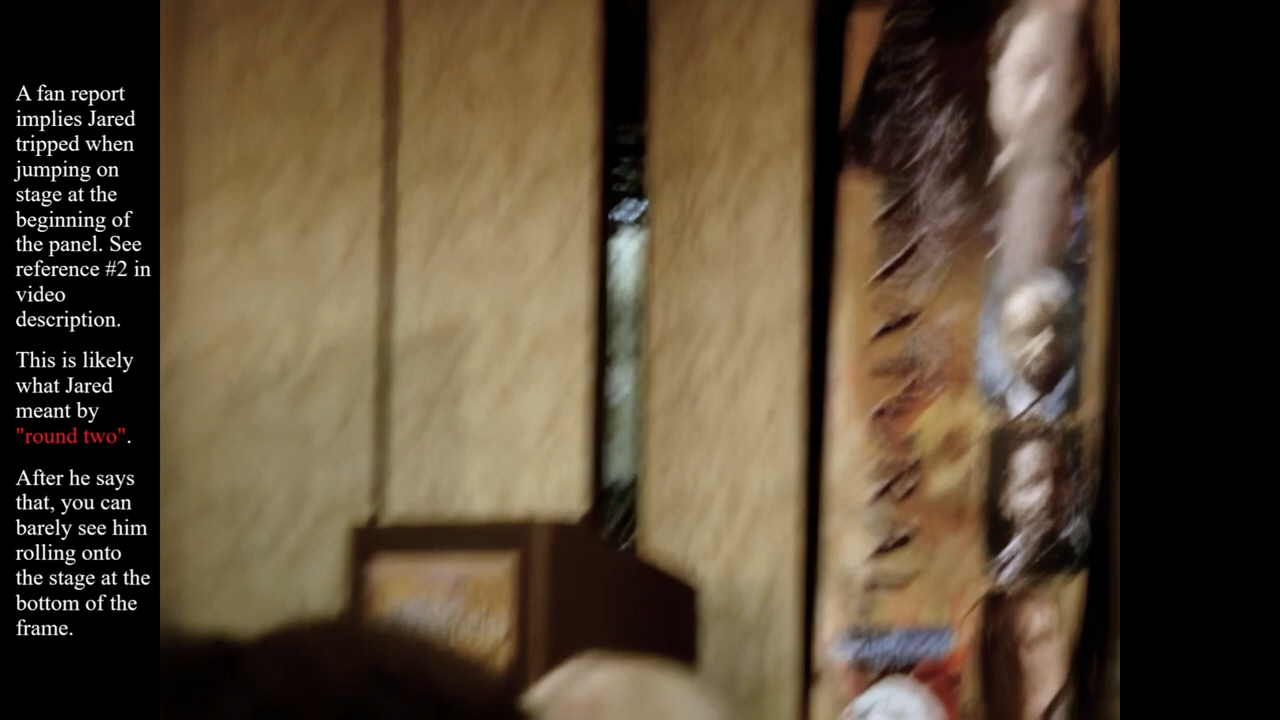 A fan report
implies Jared
tripped when
jumping on
stage at the
beginning of
the panel. See
reference #2 in
video
description.
This is likely
what Jared
meant by
"round two".
After he says
that, you can
barely see him
rolling onto
the stage at the
bottom of the
frame.